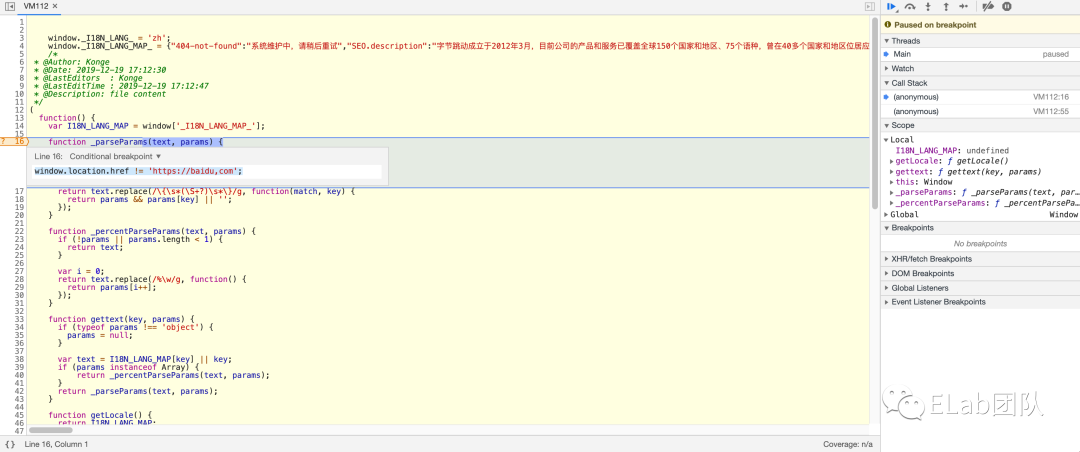 VM112 ×
1
2
3 window._I18N_LANG_ = 'zh';
4 window._I18N_LANG_MAP_ = {"404-not-found":"系统维护中，请稍后重试","SEO.description":"字节跳动成立于2012年3月，目前公司的产品和服务已覆盖全球150个国家和地区、75个语种，曾在40多个国家和地区位居应
5 /*
6 * @Author: Konge
7 * @Date: 2019-12-19 17:12:30
8 * @LastEditors : Konge
9 * @LastEditTime : 2019-12-19 17:12:47
10 * @Description: file content
11 */
12 (
13 function() {
14 var I18N_LANG_MAP = window['_I18N_LANG_MAP_'];
15
? 16 function _parseParams(text, params) {
Line 16: Conditional breakpoint ▼
window.location.href != 'https://baidu,com';
17 return text.replace(/\{\s*(\S+?)\s*\}/g, function(match, key) {
18 return params && params[key] || '';
19 });
20 }
21
22 function _percentParseParams(text, params) {
23 if (!params || params.length < 1) {
24 return text;
25 }
26
27 var i = 0;
28 return text.replace(/%\w/g, function() {
29 return params[i++];
30 });
31 }
32
33 function gettext(key, params) {
34 if (typeof params !== 'object') {
35 params = null;
36 }
37
38 var text = I18N_LANG_MAP[key] || key;
39 if (params instanceof Array) {
40 return _percentParseParams(text, params);
41 }
42 return _parseParams(text, params);
43 }
44
45 function getLocale() {
46 return I18N_LANG_MAP;
47
{} Line 16, Column 1
Coverage: n/a
Paused on breakpoint
Threads
Main paused
Watch
Call Stack
(anonymous) VM112:16
(anonymous) VM112:55
Scope
Local
I18N_LANG_MAP: undefined
getLocale: ƒ getLocale()
gettext: ƒ gettext(key, params)
this: Window
_parseParams: ƒ _parseParams(text, par…
_percentParseParams: ƒ _percentParsePa…
Global Window
Breakpoints
No breakpoints
XHR/fetch Breakpoints
DOM Breakpoints
Global Listeners
Event Listener Breakpoints
ELab团队